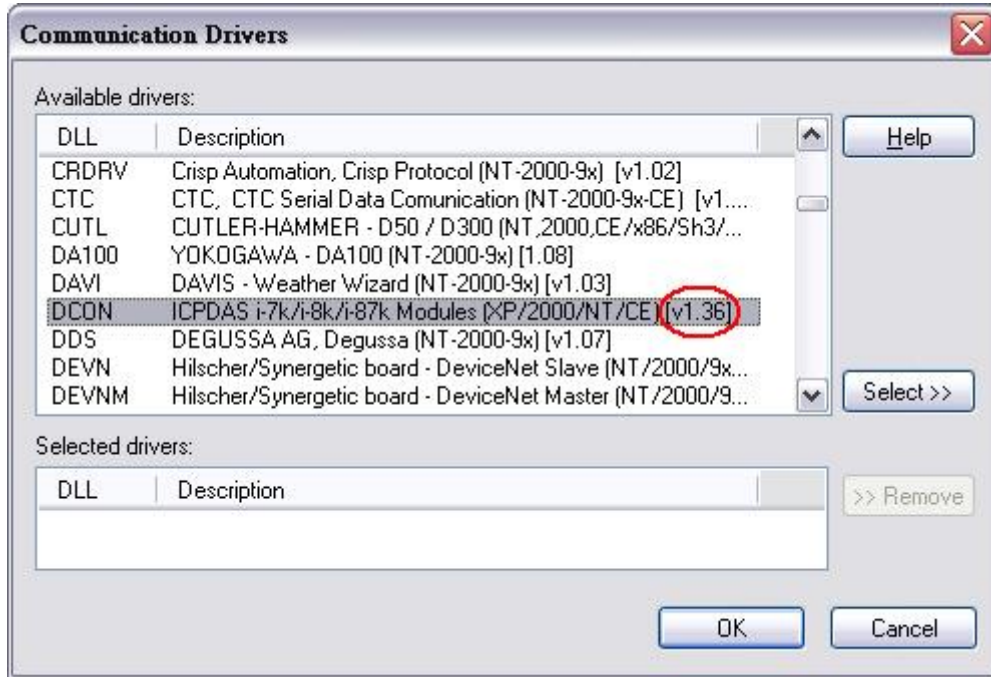 Communication Drivers
Available drivers:
DLL Description
Help
CRDRV Crisp Automation, Crisp Protocol (NT-2000-9x) [v1.02]
CTC CTC, CTC Serial Data Comunication (NT-2000-9x-CE) [v1....
CUTL CUTLER-HAMMER - D50 / D300 (NT,2000,CE/x86/Sh3/...
DA100 YOKOGAWA - DA100 (NT-2000-9x) [1.08]
DAVI DAVIS - Weather Wizard (NT-2000-9x) [v1.03]
DCON ICPDAS i-7k/i-8k/i-87k Modules (XP/2000/NT/CE) [v1.36]
DDS DEGUSSA AG, Degussa (NT-2000-9x) [v1.07]
DEVN Hilscher/Synergetic board - DeviceNet Slave (NT/2000/9x...
DEVNM Hilscher/Synergetic board - DeviceNet Master (NT/2000/9...
Select >>
Selected drivers:
DLL Description
>> Remove
OK Cancel